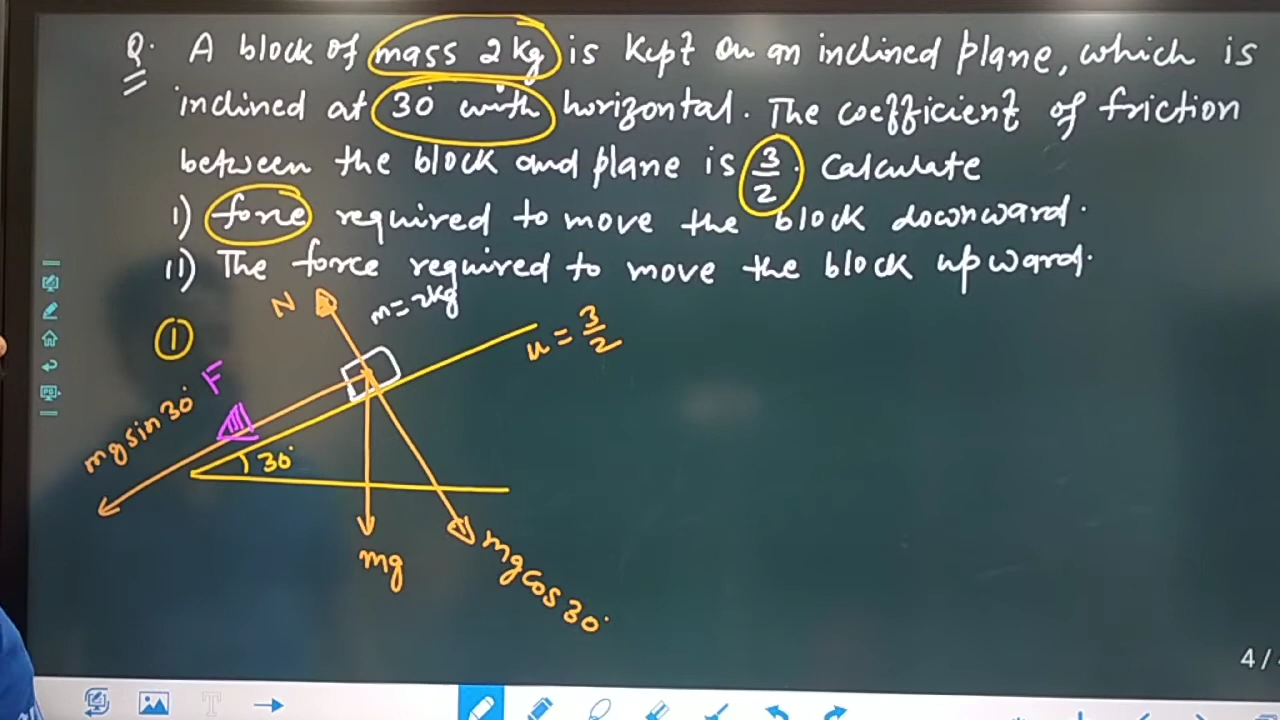 Q. A block of mass 2 kg is kept on an inclined plane, which is
inclined at 30° with horizontal. The coefficient of friction
between the block and plane is 3/2. Calculate
i) force required to move the block downward.
ii) The force required to move the block upward.
①
N
m=2kg
u = 3/2
F
mg sin 30°
30°
mg
mg cos 30°
4/